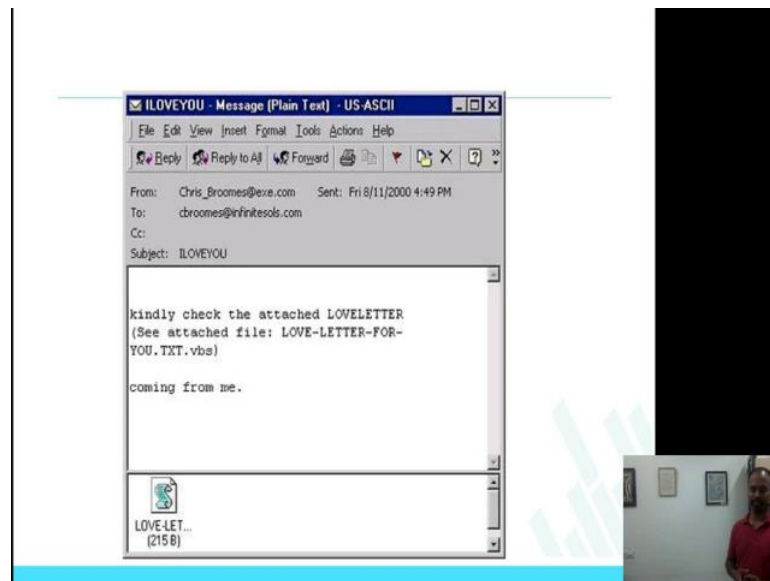 ILOVEYOU - Message (Plain Text) - US-ASCII
File Edit View Insert Format Tools Actions Help
Reply Reply to All Forward
From: Chris_Broomes@exe.com Sent: Fri 8/11/2000 4:49 PM
To: cbroomes@infinitesols.com
Cc:
Subject: ILOVEYOU
kindly check the attached LOVELETTER
(See attached file: LOVE-LETTER-FOR-
YOU.TXT.vbs)
coming from me.
LOVE-LET...
(215 B)